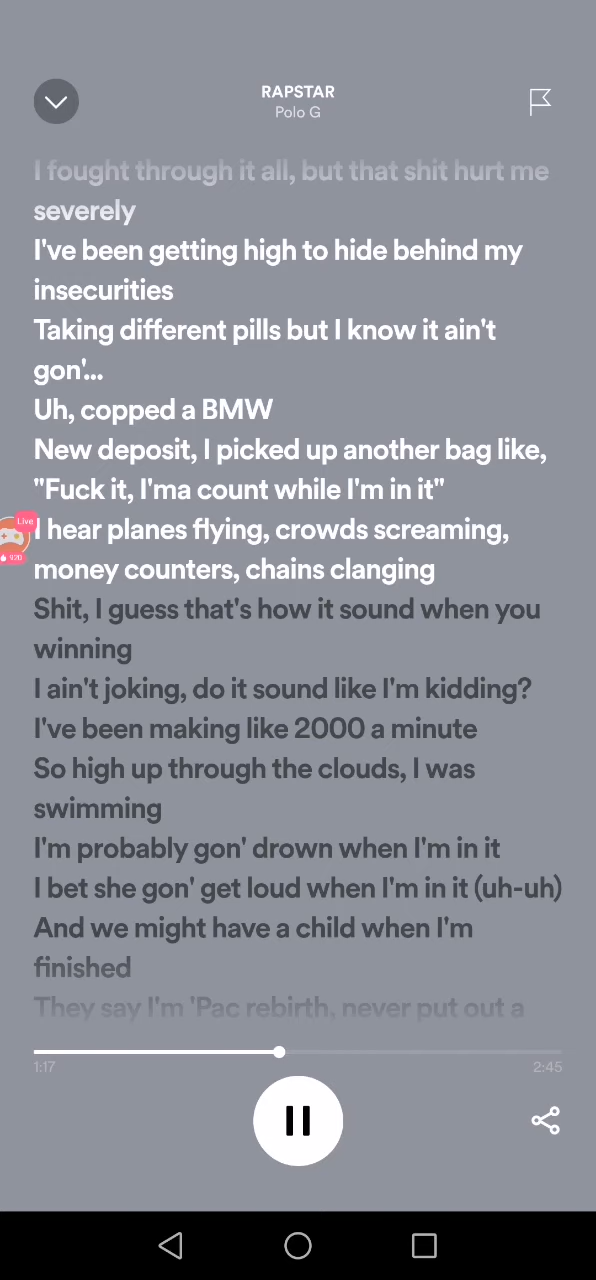 RAPSTAR
Polo G
I fought through it all, but that shit hurt me
severely
I've been getting high to hide behind my
insecurities
Taking different pills but I know it ain't
gon'...
Uh, copped a BMW
New deposit, I picked up another bag like,
"Fuck it, I'ma count while I'm in it"
Live
I hear planes flying, crowds screaming,
920
money counters, chains clanging
Shit, I guess that's how it sound when you
winning
I ain't joking, do it sound like I'm kidding?
I've been making like 2000 a minute
So high up through the clouds, I was
swimming
I'm probably gon' drown when I'm in it
I bet she gon' get loud when I'm in it (uh-uh)
And we might have a child when I'm
finished
They say I'm 'Pac rebirth, never put out a
1:17
2:45